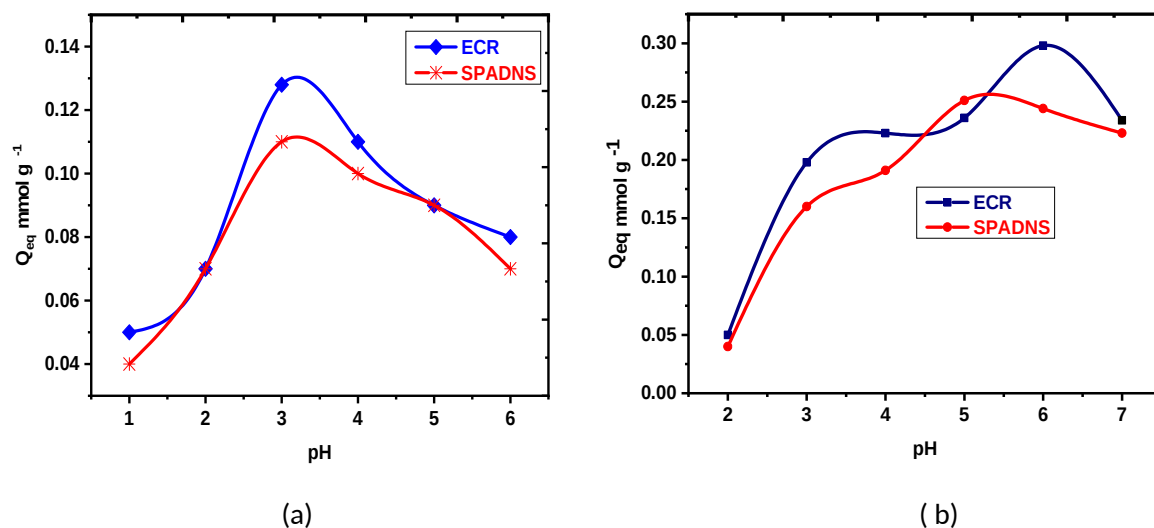 0.14
0.12
0.10
0.08
0.06
0.04
Q_eq mmol g ⁻¹
ECR
SPADNS
1 2 3 4 5 6
pH
(a)
0.30
0.25
0.20
0.15
0.10
0.05
0.00
Qeq mmol g⁻¹
ECR
SPADNS
2 3 4 5 6 7
pH
( b)